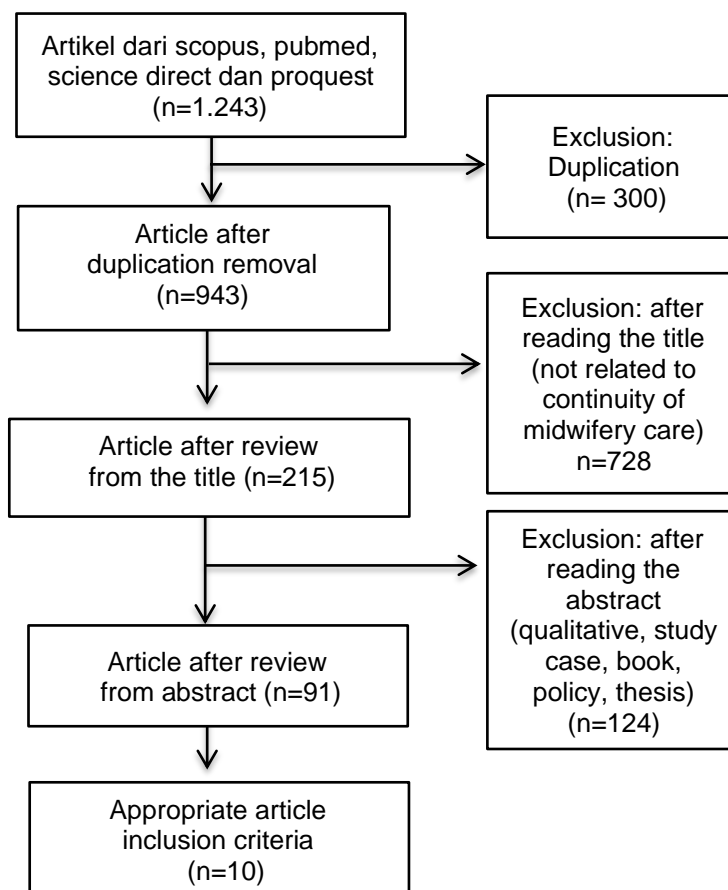 Artikel dari scopus, pubmed,
science direct dan proquest
(n=1.243)
Exclusion:
Duplication
(n= 300)
Article after
duplication removal
(n=943)
Exclusion: after
reading the title
(not related to
continuity of
midwifery care)
n=728
Article after review
from the title (n=215)
Exclusion: after
reading the
abstract
(qualitative, study
case, book,
policy, thesis)
(n=124)
Article after review
from abstract (n=91)
Appropriate article
inclusion criteria
(n=10)